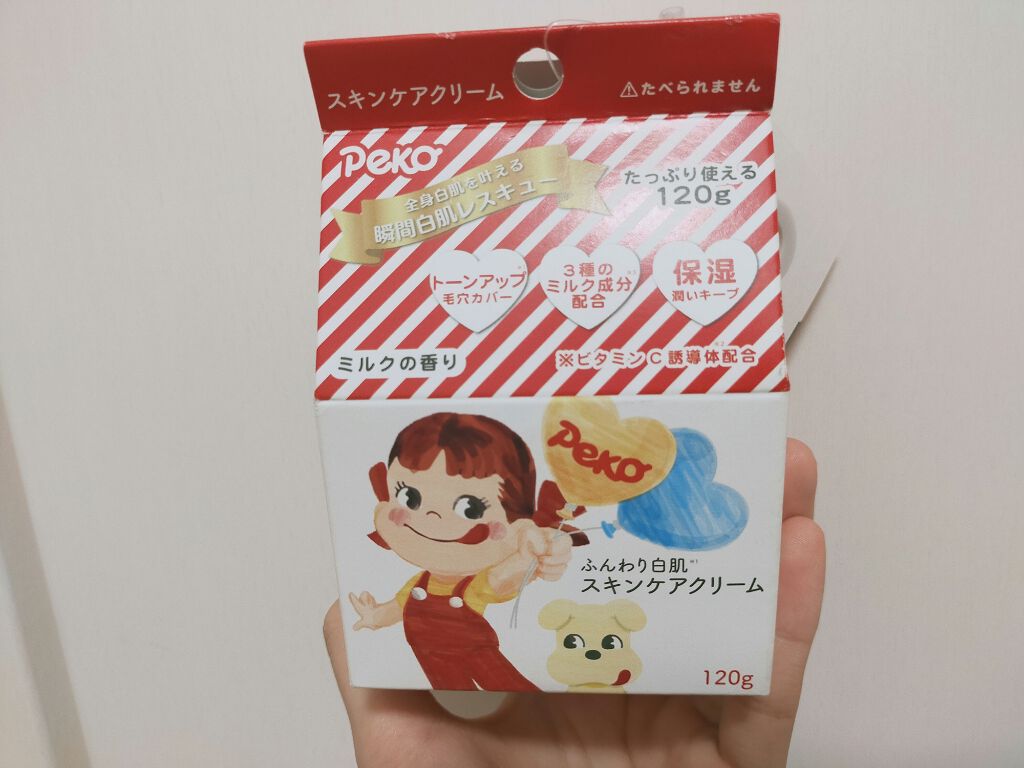 スキンケアクリーム
⚠たべられません
Peko
全身白肌を叶える
瞬間白肌レスキュー
たっぷり使える
120g
トーンアップ
毛穴カバー
3種の
ミルク成分※3
配合
保湿
潤いキープ
ミルクの香り
※ビタミンC誘導体※2配合
Peko
ふんわり白肌※1
スキンケアクリーム
120g